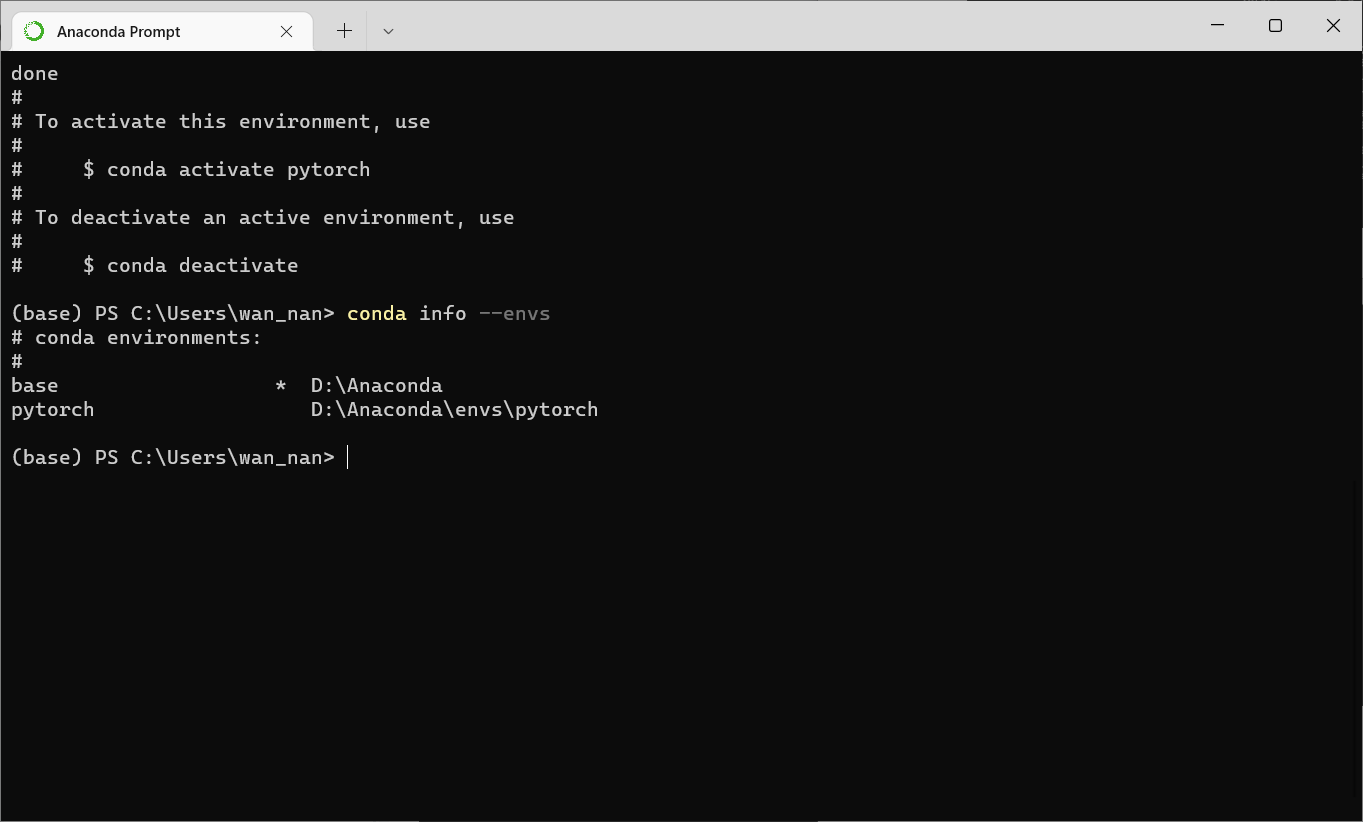 Anaconda Prompt
done
#
# To activate this environment, use
#
#     $ conda activate pytorch
#
# To deactivate an active environment, use
#
#     $ conda deactivate
(base) PS C:\Users\wan_nan> conda info --envs
# conda environments:
#
base                  *  D:\Anaconda
pytorch                  D:\Anaconda\envs\pytorch
(base) PS C:\Users\wan_nan>